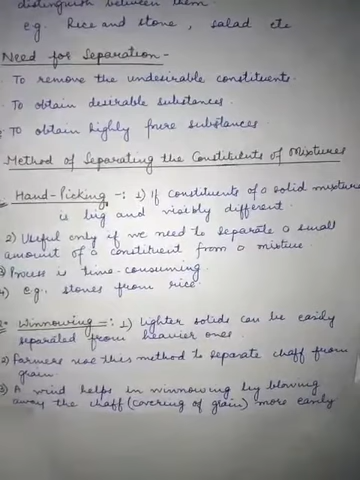 distinguish between them
e.g. Rice and stone, salad etc
Need for Separation -
To remove the undesirable constituents.
To obtain desirable substances.
To obtain highly pure substances.
Method of Separating the Constituents of Mixtures
Hand-Picking -: 1) If constituents of a solid mixture
is big and visibly different.
2) Useful only if we need to separate a small
amount of a constituent from a mixture.
3) Process is time-consuming.
4) e.g. stones from rice.
2. Winnowing -: 1) lighter solids can be easily
separated from heavier ones.
2) Farmers use this method to separate chaff from
grain.
3) A wind helps in winnowing by blowing
away the chaff (covering of grain) more easily